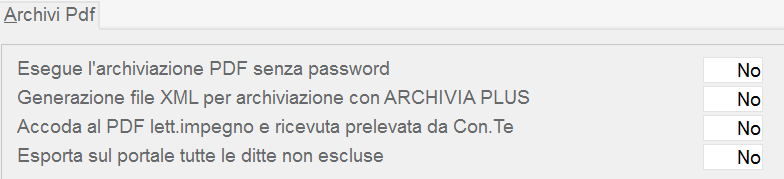 Archivi Pdf
Esegue l'archiviazione PDF senza password No
Generazione file XML per archiviazione con ARCHIVIA PLUS No
Accoda al PDF lett.impegno e ricevuta prelevata da Con.Te No
Esporta sul portale tutte le ditte non escluse No